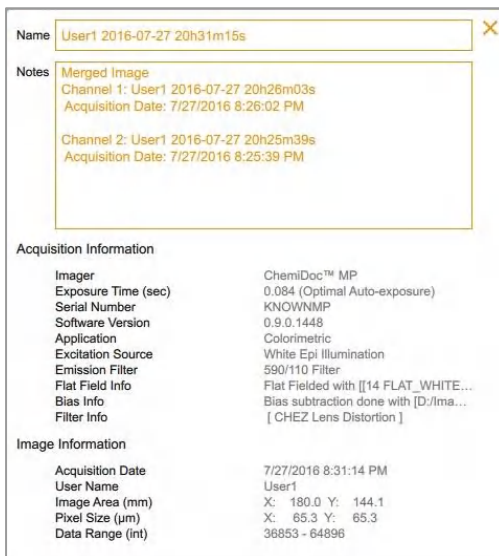 Name User1 2016-07-27 20h31m15s
Notes Merged Image
Channel 1: User1 2016-07-27 20h26m03s
Acquisition Date: 7/27/2016 8:26:02 PM
Channel 2: User1 2016-07-27 20h25m39s
Acquisition Date: 7/27/2016 8:25:39 PM
Acquisition Information
Imager ChemiDoc™ MP
Exposure Time (sec) 0.084 (Optimal Auto-exposure)
Serial Number KNOWNMP
Software Version 0.9.0.1448
Application Colorimetric
Excitation Source White Epi Illumination
Emission Filter 590/110 Filter
Flat Field Info Flat Fielded with [[14 FLAT_WHITE...
Bias Info Bias subtraction done with [D:/Ima...
Filter Info [ CHEZ Lens Distortion ]
Image Information
Acquisition Date 7/27/2016 8:31:14 PM
User Name User1
Image Area (mm) X: 180.0 Y: 144.1
Pixel Size (µm) X: 65.3 Y: 65.3
Data Range (int) 36853 - 64896